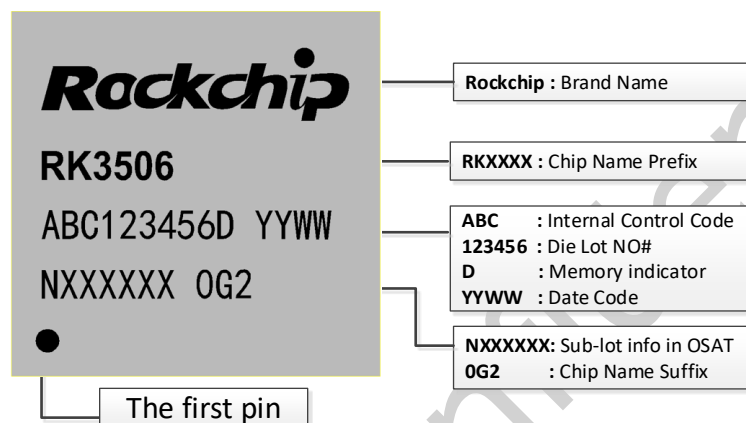 Rockchip
RK3506
ABC123456D YYWW
NXXXXXX 0G2
The first pin
Rockchip : Brand Name
RKXXXX : Chip Name Prefix
ABC : Internal Control Code
123456 : Die Lot NO#
D : Memory indicator
YYWW : Date Code
NXXXXXX: Sub-lot info in OSAT
0G2 : Chip Name Suffix